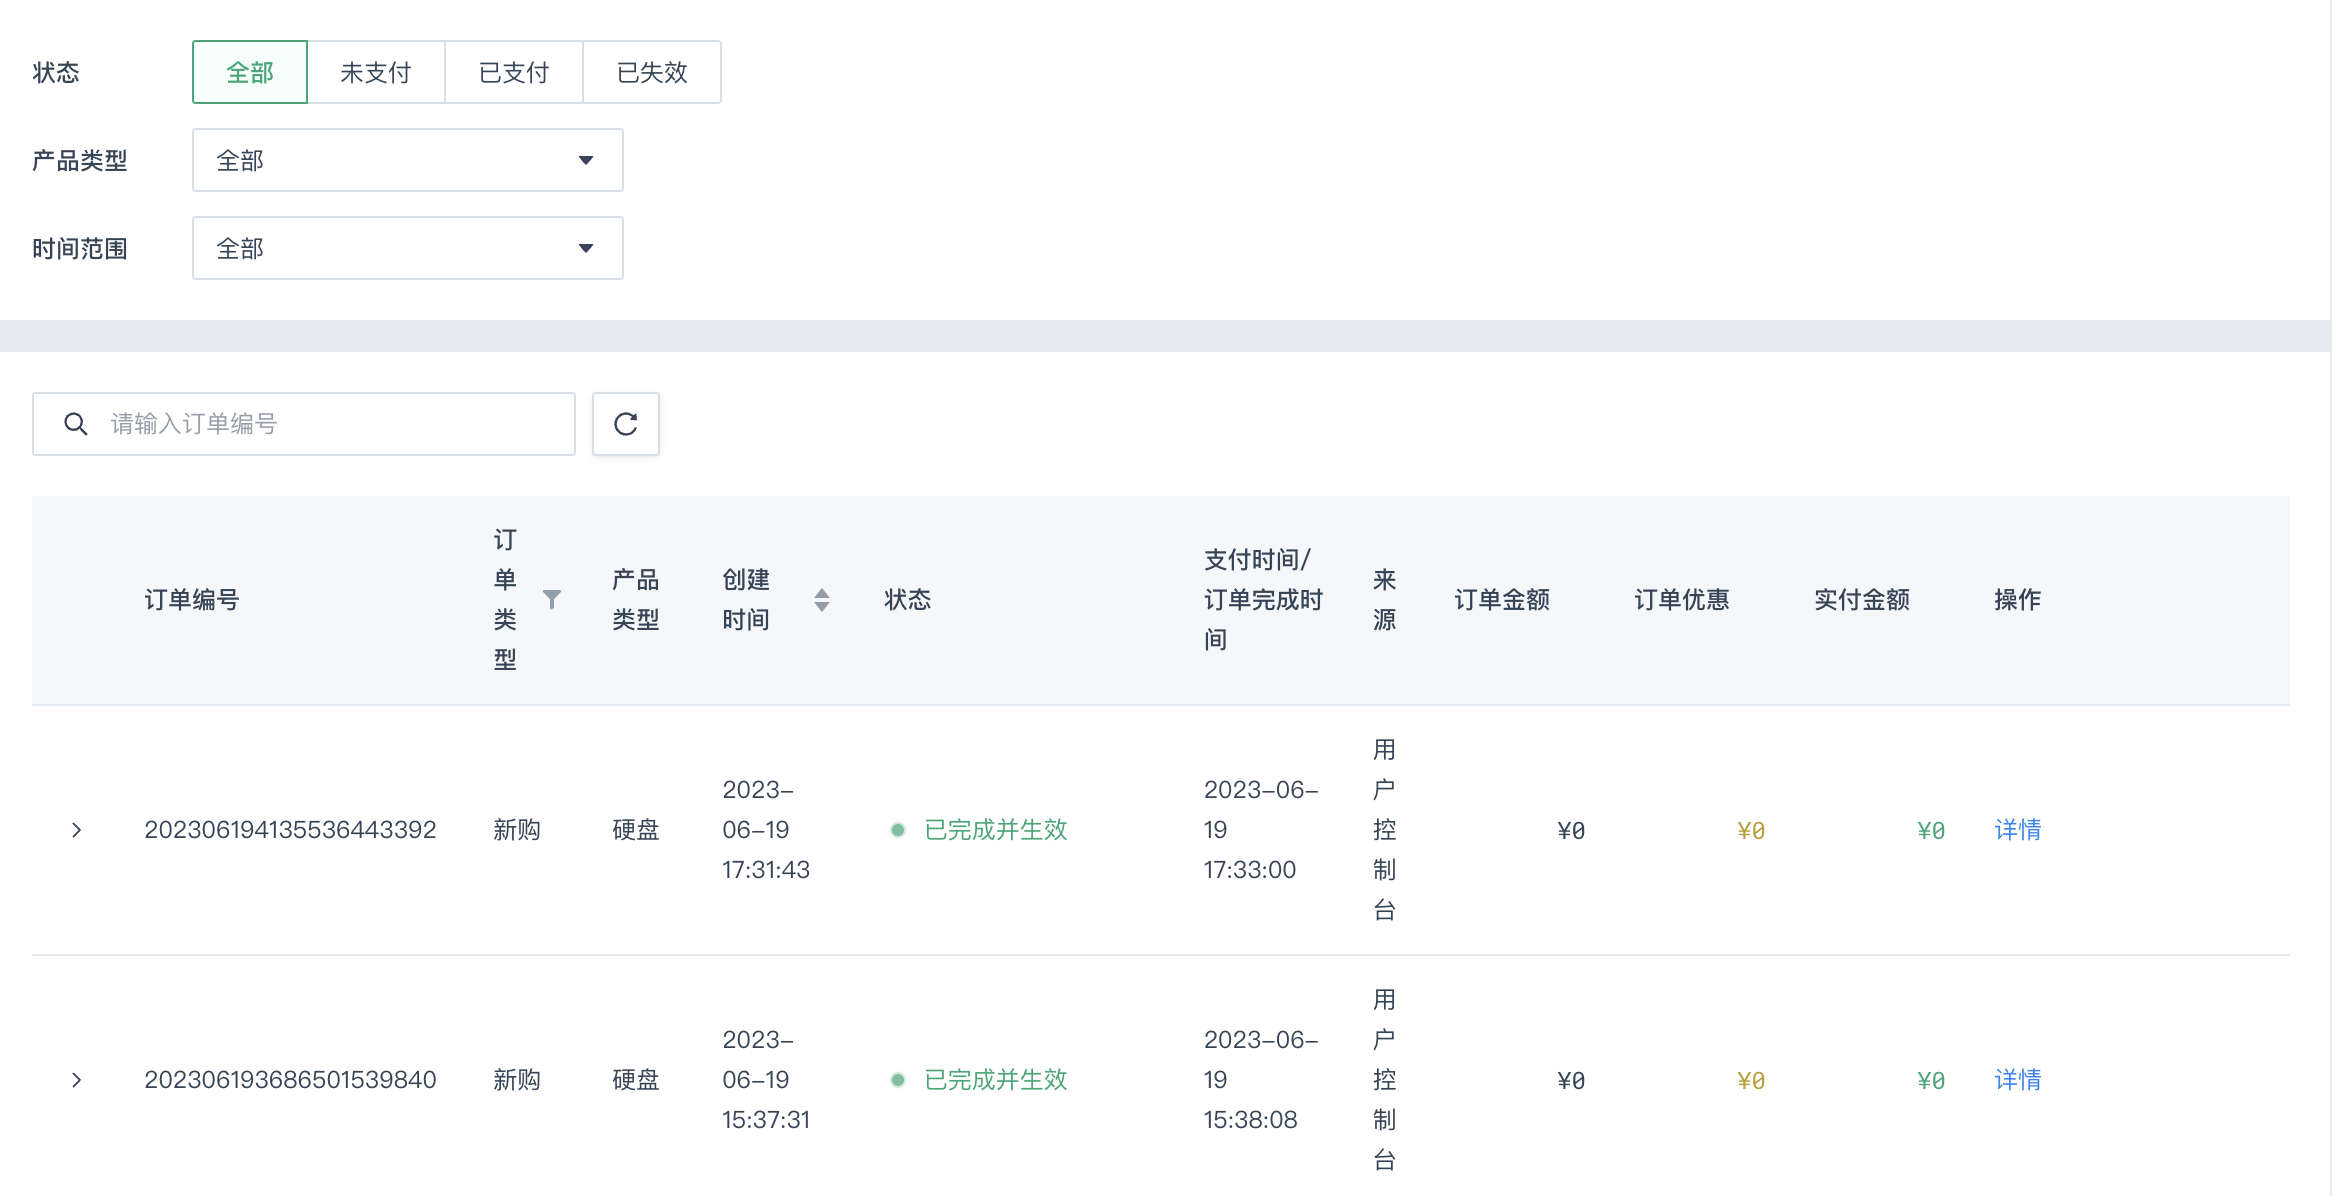 状态 全部 未支付 已支付 已失效
产品类型 全部
时间范围 全部
请输入订单编号
订单编号 订单类型 产品类型 创建时间 状态 支付时间/订单完成时间 来源 订单金额 订单优惠 实付金额 操作
202306194135536443392 新购 硬盘 2023-06-19 17:31:43 已完成并生效 2023-06-19 17:33:00 用户控制台 ¥0 ¥0 ¥0 详情
202306193686501539840 新购 硬盘 2023-06-19 15:37:31 已完成并生效 2023-06-19 15:38:08 用户控制台 ¥0 ¥0 ¥0 详情